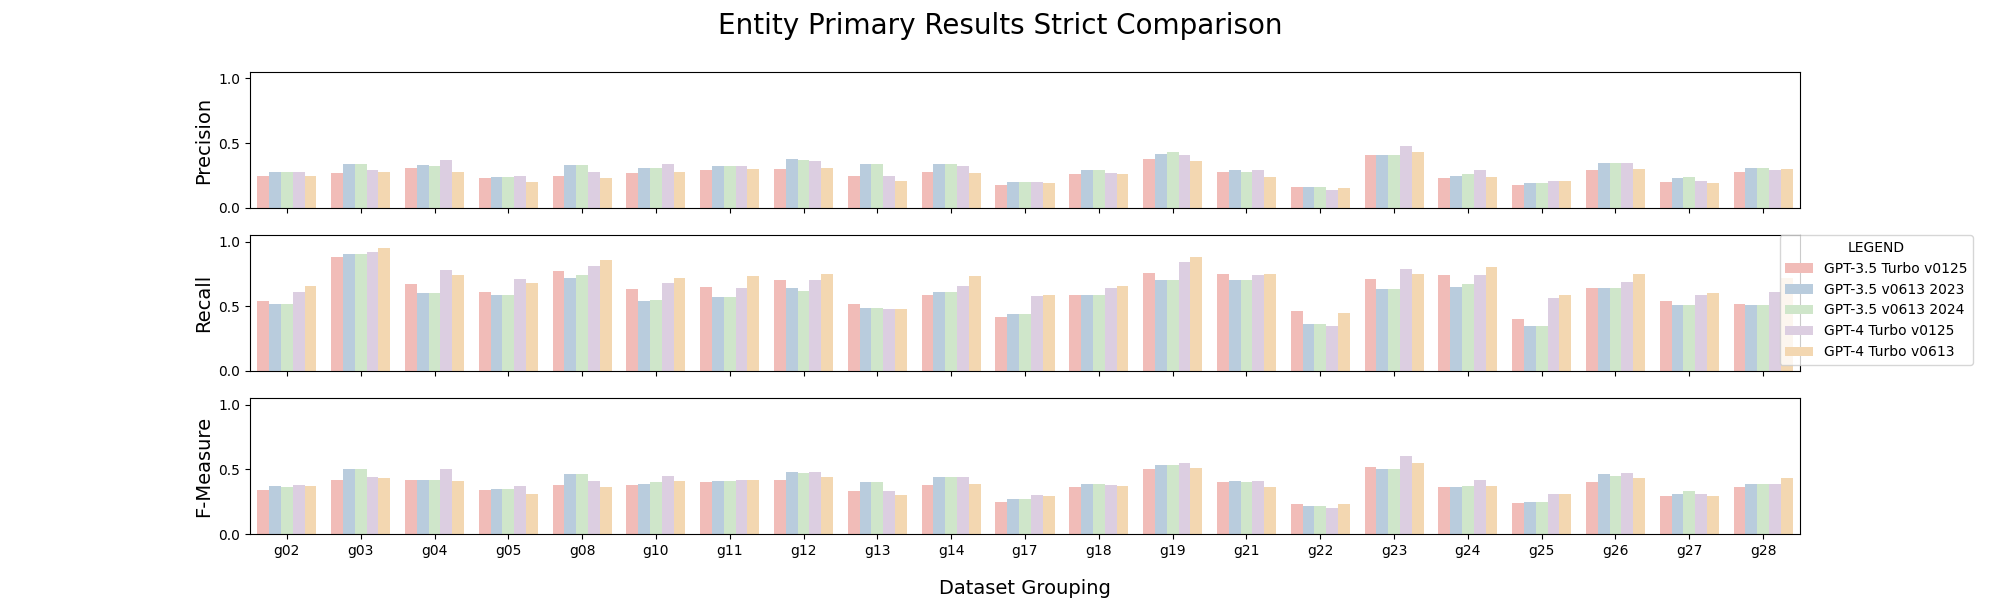 Entity Primary Results Strict Comparison
Precision
1.0
0.5
0.0
Recall
1.0
0.5
0.0
LEGEND
GPT-3.5 Turbo v0125
GPT-3.5 v0613 2023
GPT-3.5 v0613 2024
GPT-4 Turbo v0125
GPT-4 Turbo v0613
F-Measure
1.0
0.5
0.0
g02 g03 g04 g05 g08 g10 g11 g12 g13 g14 g17 g18 g19 g21 g22 g23 g24 g25 g26 g27 g28
Dataset Grouping